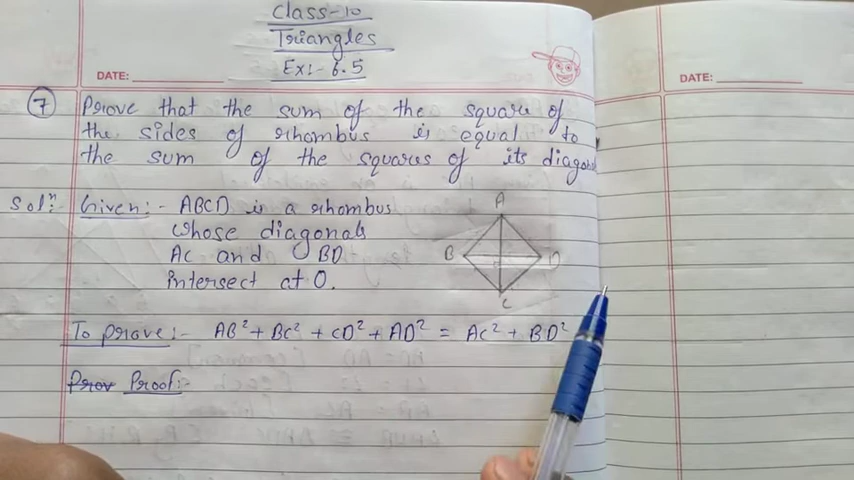 Class-10
Triangles
Ex:- 6.5
DATE:
DATE:
7 Prove that the sum of the square of
the sides of rhombus is equal to
the sum of the squares of its diagonal
Solⁿ:- Given:- ABCD is a rhombus
whose diagonals
AC and BD
intersect at O.
A
B
D
C
To prove:- AB² + BC² + CD² + AD² = AC² + BD²
Prov Proof:-